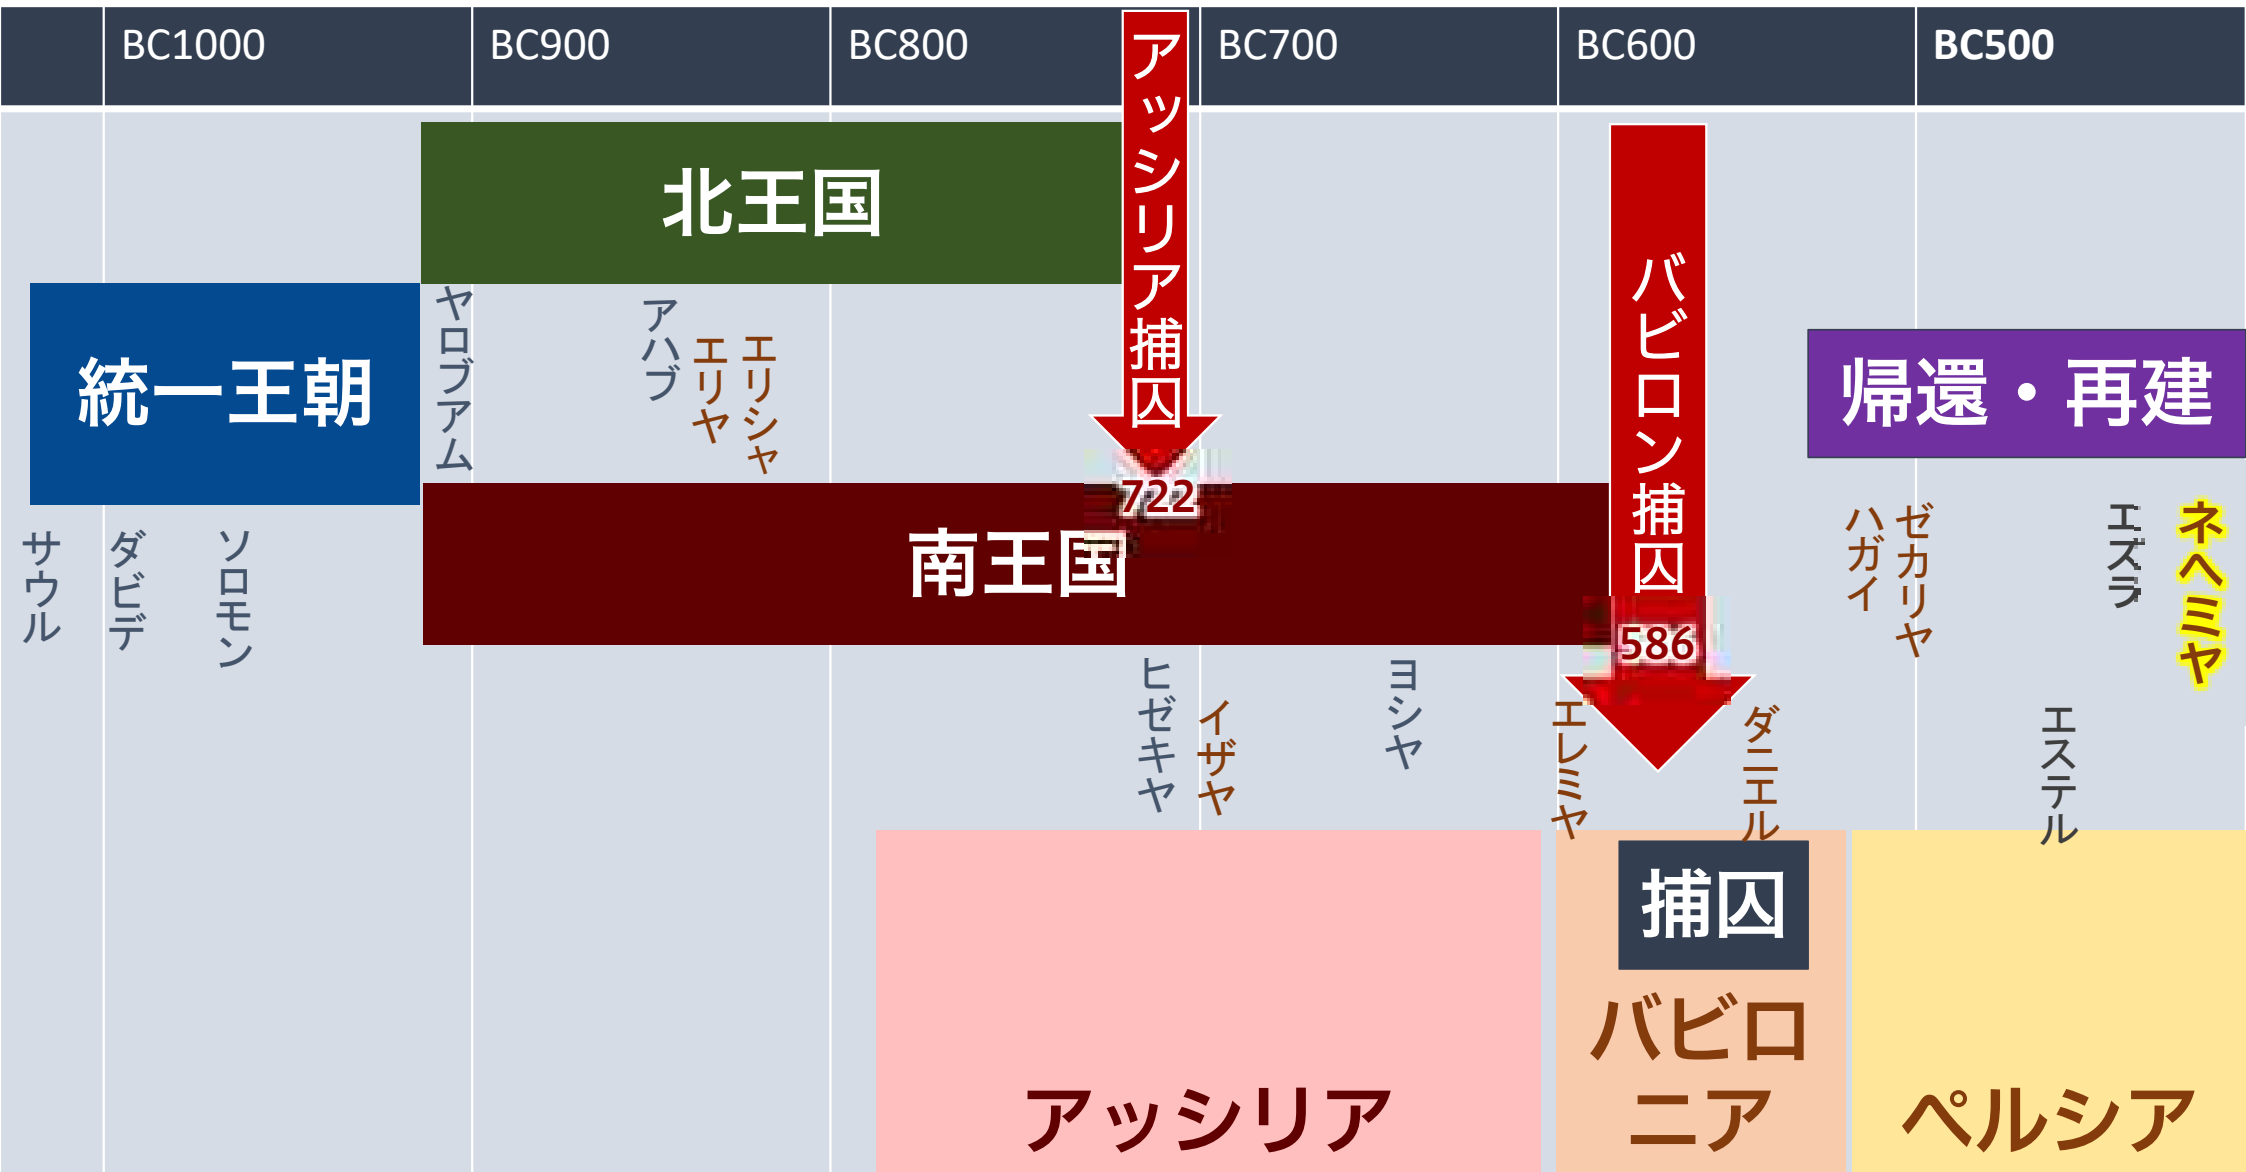 BC1000
BC900
BC800
BC700
BC600
BC500
アッシリア捕囚
722
北王国
バビロン捕囚
586
統一王朝
帰還・再建
ヤロブアム
アハブ
エリヤ
エリシャ
南王国
サウル
ダビデ
ソロモン
ハガイ
ゼカリヤ
エズラ
ネヘミヤ
ヒゼキヤ
イザヤ
ヨシヤ
エレミヤ
ダニエル
エステル
捕囚
アッシリア
バビロ
ニア
ペルシア